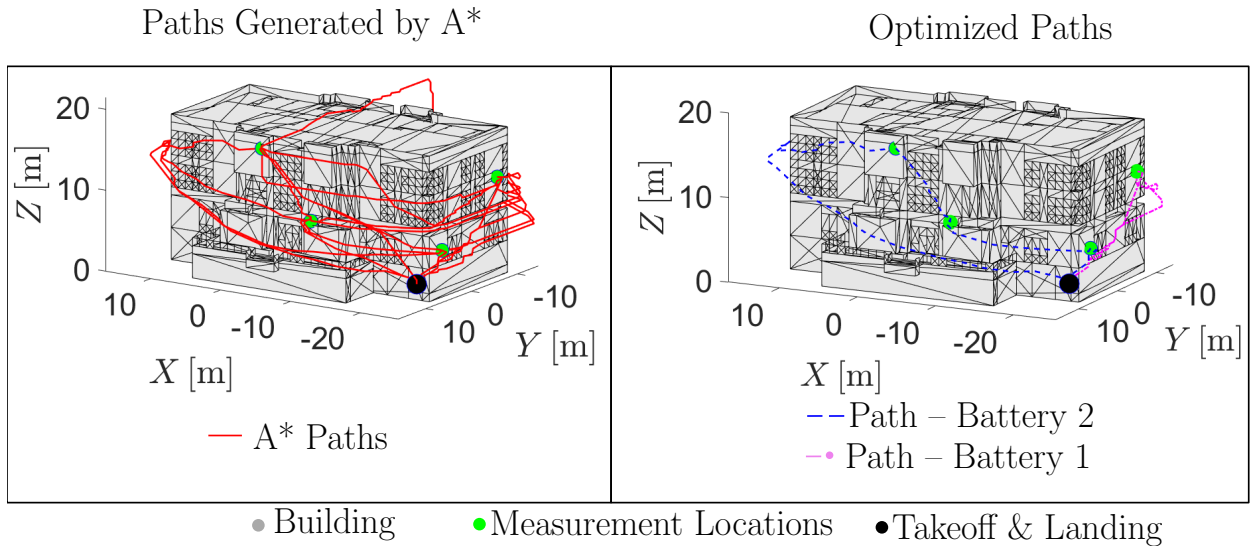 Paths Generated by A*
Optimized Paths
20
10
0
Z [m]
10
0
-10
-20
X [m]
10
0
-10
Y [m]
A* Paths
20
10
0
Z [m]
10
0
-10
-20
X [m]
10
0
-10
Y [m]
Path – Battery 2
Path – Battery 1
Building
Measurement Locations
Takeoff & Landing